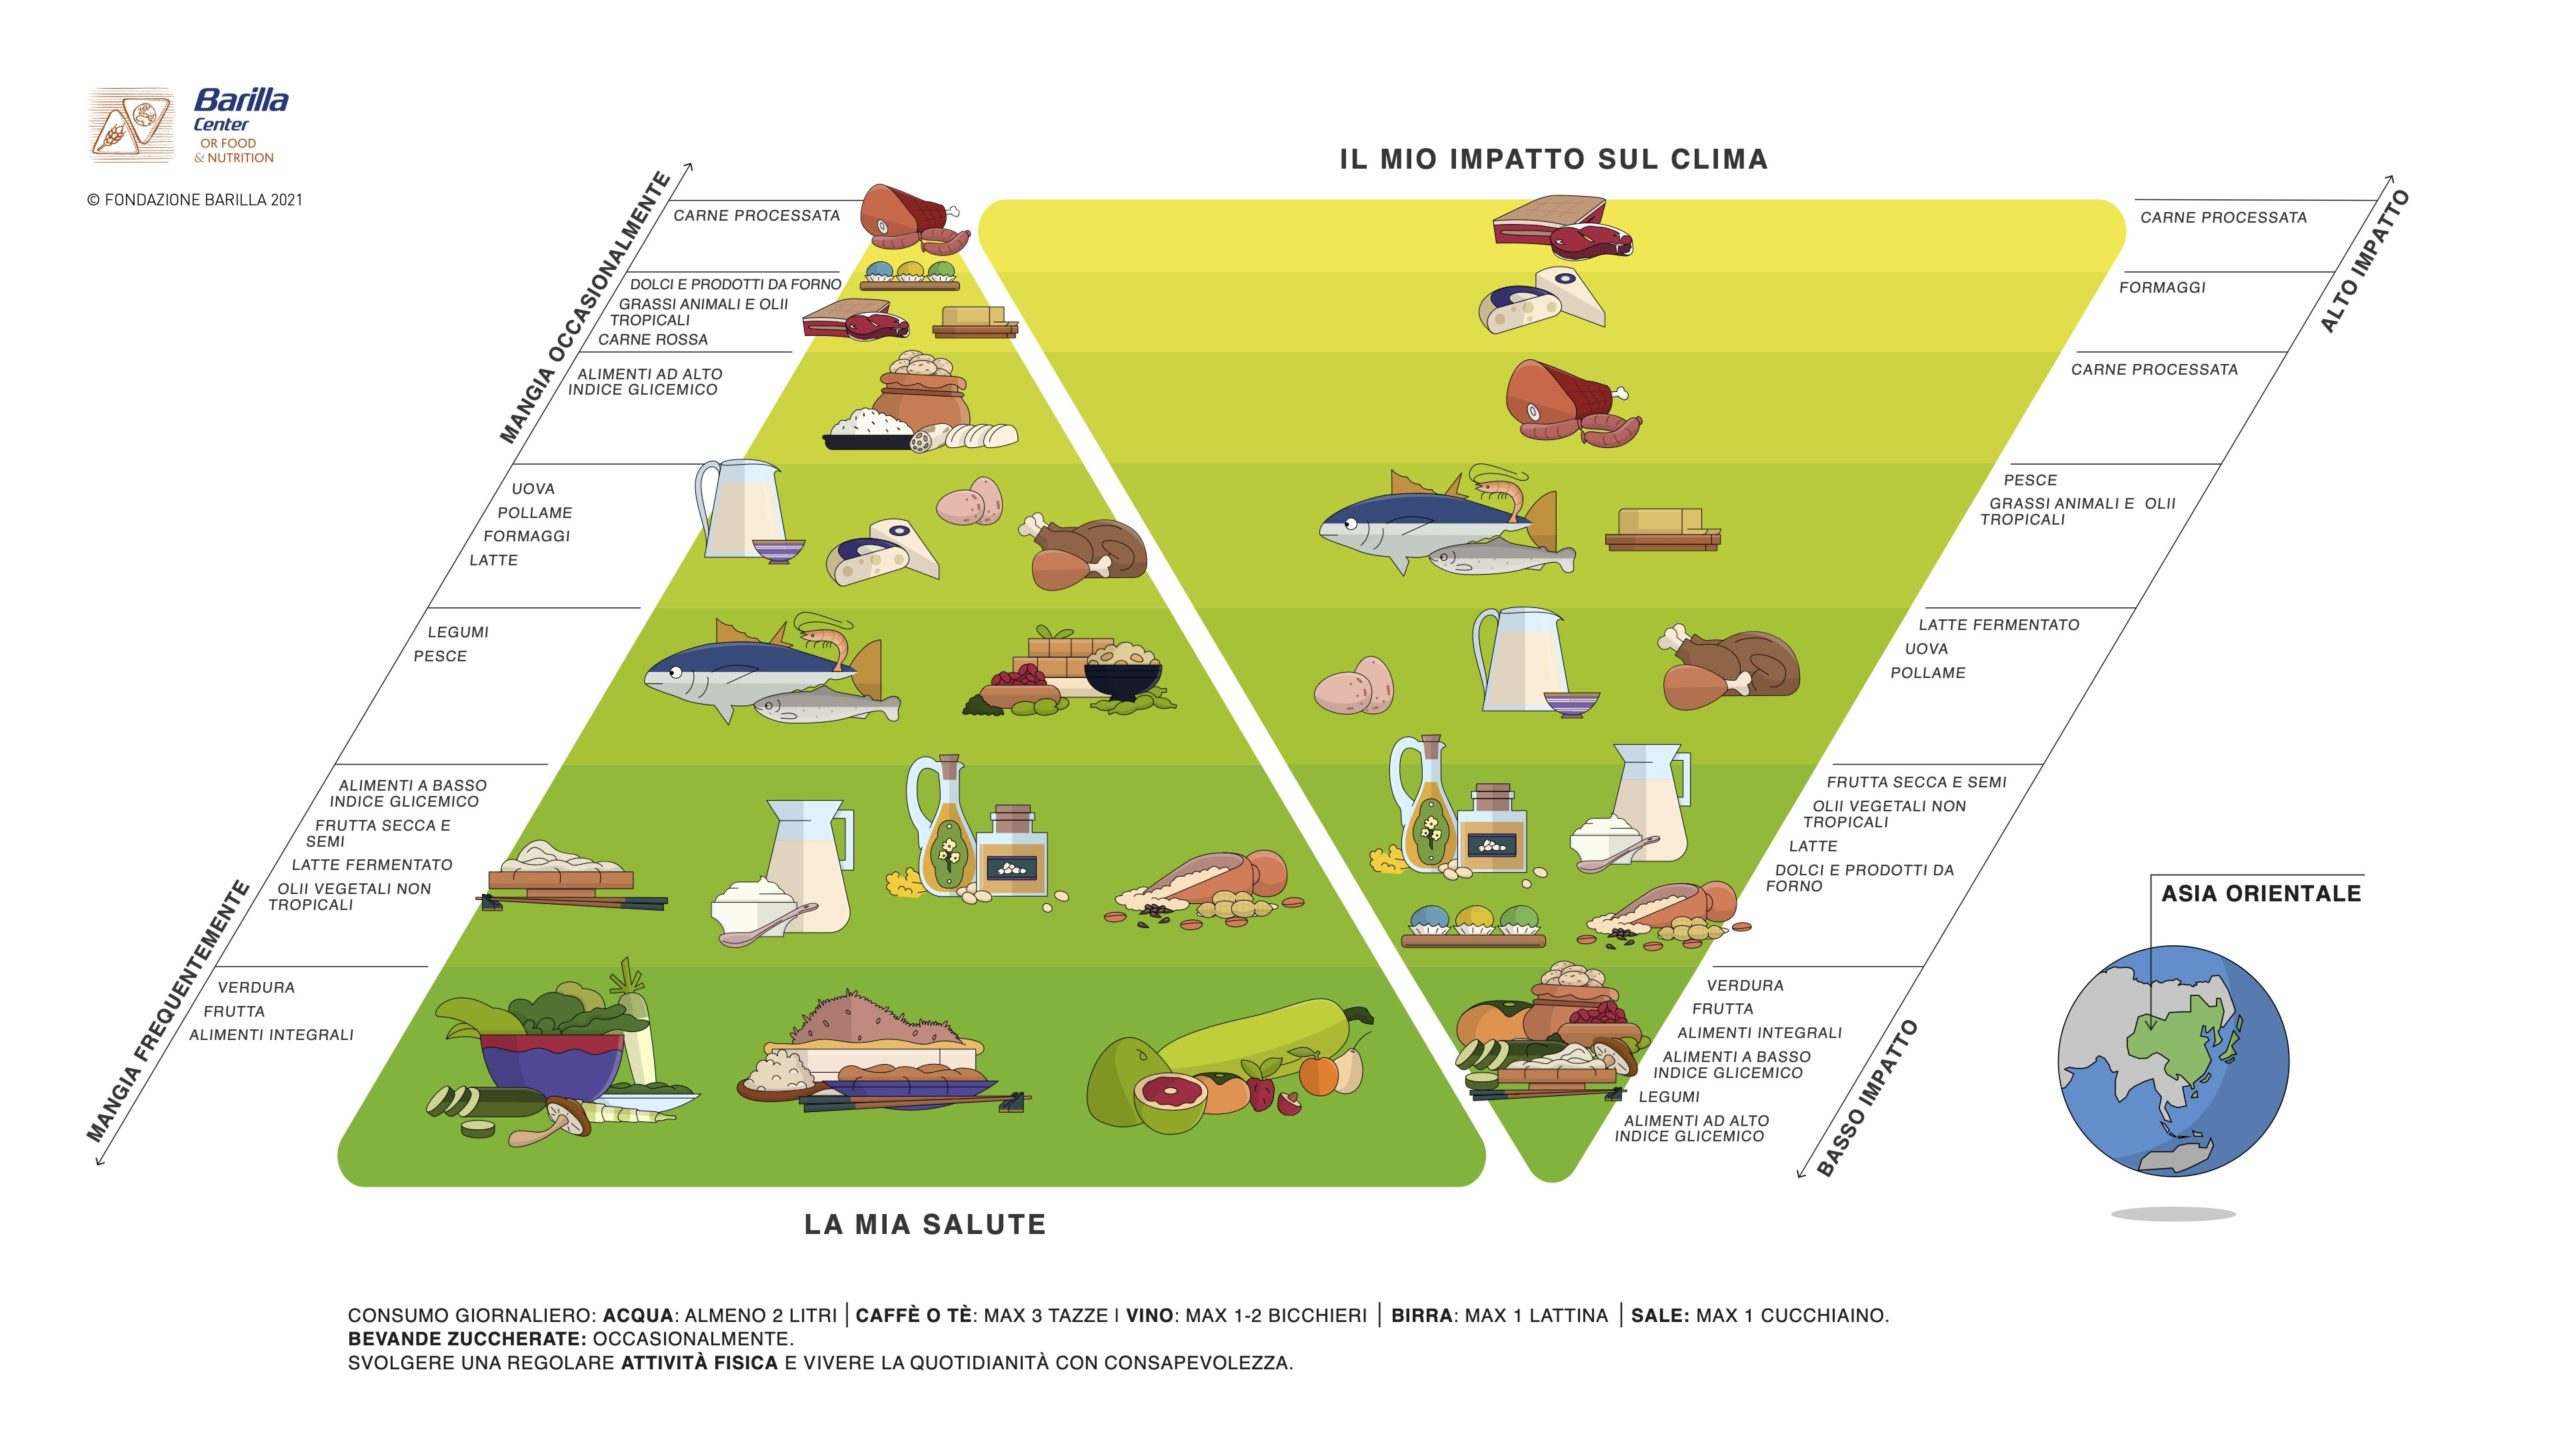 Barilla
Center
OR FOOD
& NUTRITION
© FONDAZIONE BARILLA 2021
IL MIO IMPATTO SUL CLIMA
MANGIA OCCASIONALMENTE
CARNE PROCESSATA
DOLCI E PRODOTTI DA FORNO
GRASSI ANIMALI E OLII
TROPICALI
CARNE ROSSA
ALIMENTI AD ALTO
INDICE GLICEMICO
UOVA
POLLAME
FORMAGGI
LATTE
LEGUMI
PESCE
ALIMENTI A BASSO
INDICE GLICEMICO
FRUTTA SECCA E
SEMI
LATTE FERMENTATO
OLII VEGETALI NON
TROPICALI
MANGIA FREQUENTEMENTE
VERDURA
FRUTTA
ALIMENTI INTEGRALI
LA MIA SALUTE
ALTO IMPATTO
CARNE PROCESSATA
FORMAGGI
CARNE PROCESSATA
PESCE
GRASSI ANIMALI E OLII
TROPICALI
LATTE FERMENTATO
UOVA
POLLAME
FRUTTA SECCA E SEMI
OLII VEGETALI NON
TROPICALI
LATTE
DOLCI E PRODOTTI DA
FORNO
VERDURA
FRUTTA
ALIMENTI INTEGRALI
ALIMENTI A BASSO
INDICE GLICEMICO
LEGUMI
ALIMENTI AD ALTO
INDICE GLICEMICO
BASSO IMPATTO
ASIA ORIENTALE
CONSUMO GIORNALIERO: ACQUA: ALMENO 2 LITRI | CAFFÈ O TÈ: MAX 3 TAZZE I VINO: MAX 1-2 BICCHIERI | BIRRA: MAX 1 LATTINA | SALE: MAX 1 CUCCHIAINO.
BEVANDE ZUCCHERATE: OCCASIONALMENTE.
SVOLGERE UNA REGOLARE ATTIVITÀ FISICA E VIVERE LA QUOTIDIANITÀ CON CONSAPEVOLEZZA.